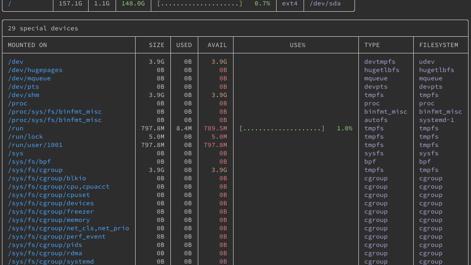 / 157.1G 1.1G 148.0G [....................] 0.7% ext4 /dev/sda
29 special devices
MOUNTED ON SIZE USED AVAIL USE% TYPE FILESYSTEM
/dev 3.9G 0B 3.9G devtmpfs udev
/dev/hugepages 0B 0B 0B hugetlbfs hugetlbfs
/dev/mqueue 0B 0B 0B mqueue mqueue
/dev/pts 0B 0B 0B devpts devpts
/dev/shm 3.9G 0B 3.9G tmpfs tmpfs
/proc 0B 0B 0B proc proc
/proc/sys/fs/binfmt_misc 0B 0B 0B binfmt_misc binfmt_misc
/proc/sys/fs/binfmt_misc 0B 0B 0B autofs systemd-1
/run 797.8M 8.4M 789.5M [....................] 1.0% tmpfs tmpfs
/run/lock 5.0M 0B 5.0M tmpfs tmpfs
/run/user/1001 797.8M 0B 797.8M tmpfs tmpfs
/sys 0B 0B 0B sysfs sysfs
/sys/fs/bpf 0B 0B 0B bpf bpf
/sys/fs/cgroup 3.9G 0B 3.9G tmpfs tmpfs
/sys/fs/cgroup/blkio 0B 0B 0B cgroup cgroup
/sys/fs/cgroup/cpu,cpuacct 0B 0B 0B cgroup cgroup
/sys/fs/cgroup/cpuset 0B 0B 0B cgroup cgroup
/sys/fs/cgroup/devices 0B 0B 0B cgroup cgroup
/sys/fs/cgroup/freezer 0B 0B 0B cgroup cgroup
/sys/fs/cgroup/memory 0B 0B 0B cgroup cgroup
/sys/fs/cgroup/net_cls,net_prio 0B 0B 0B cgroup cgroup
/sys/fs/cgroup/perf_event 0B 0B 0B cgroup cgroup
/sys/fs/cgroup/pids 0B 0B 0B cgroup cgroup
/sys/fs/cgroup/rdma 0B 0B 0B cgroup cgroup
/sys/fs/cgroup/systemd 0B 0B 0B cgroup cgroup